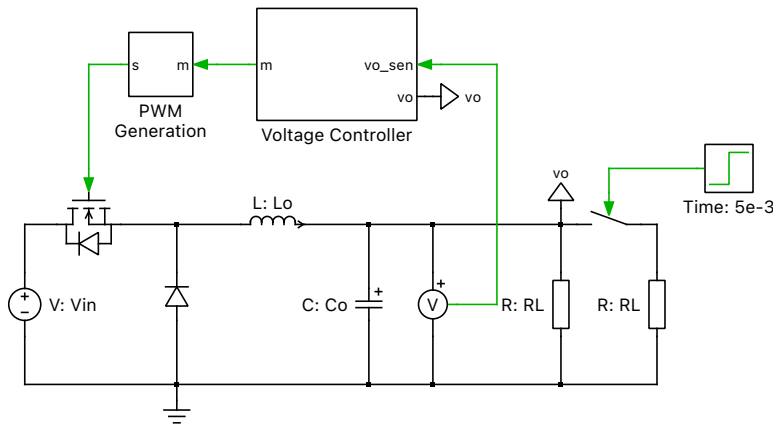 s
m
m
vo_sen
vo
vo
PWM
Generation
Voltage Controller
vo
Time: 5e-3
L: Lo
V: Vin
C: Co
V
R: RL
R: RL